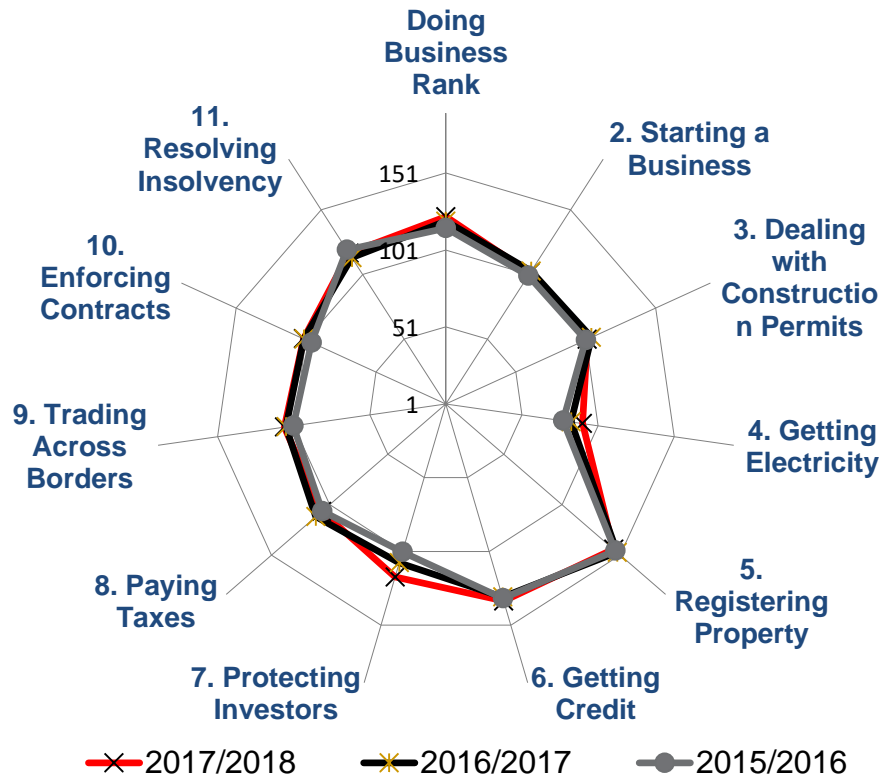 Doing
Business
Rank
2. Starting a
Business
3. Dealing
with
Constructio
n Permits
4. Getting
Electricity
5.
Registering
Property
6. Getting
Credit
7. Protecting
Investors
8. Paying
Taxes
9. Trading
Across
Borders
10.
Enforcing
Contracts
11.
Resolving
Insolvency
151
101
51
1
2017/2018
2016/2017
2015/2016